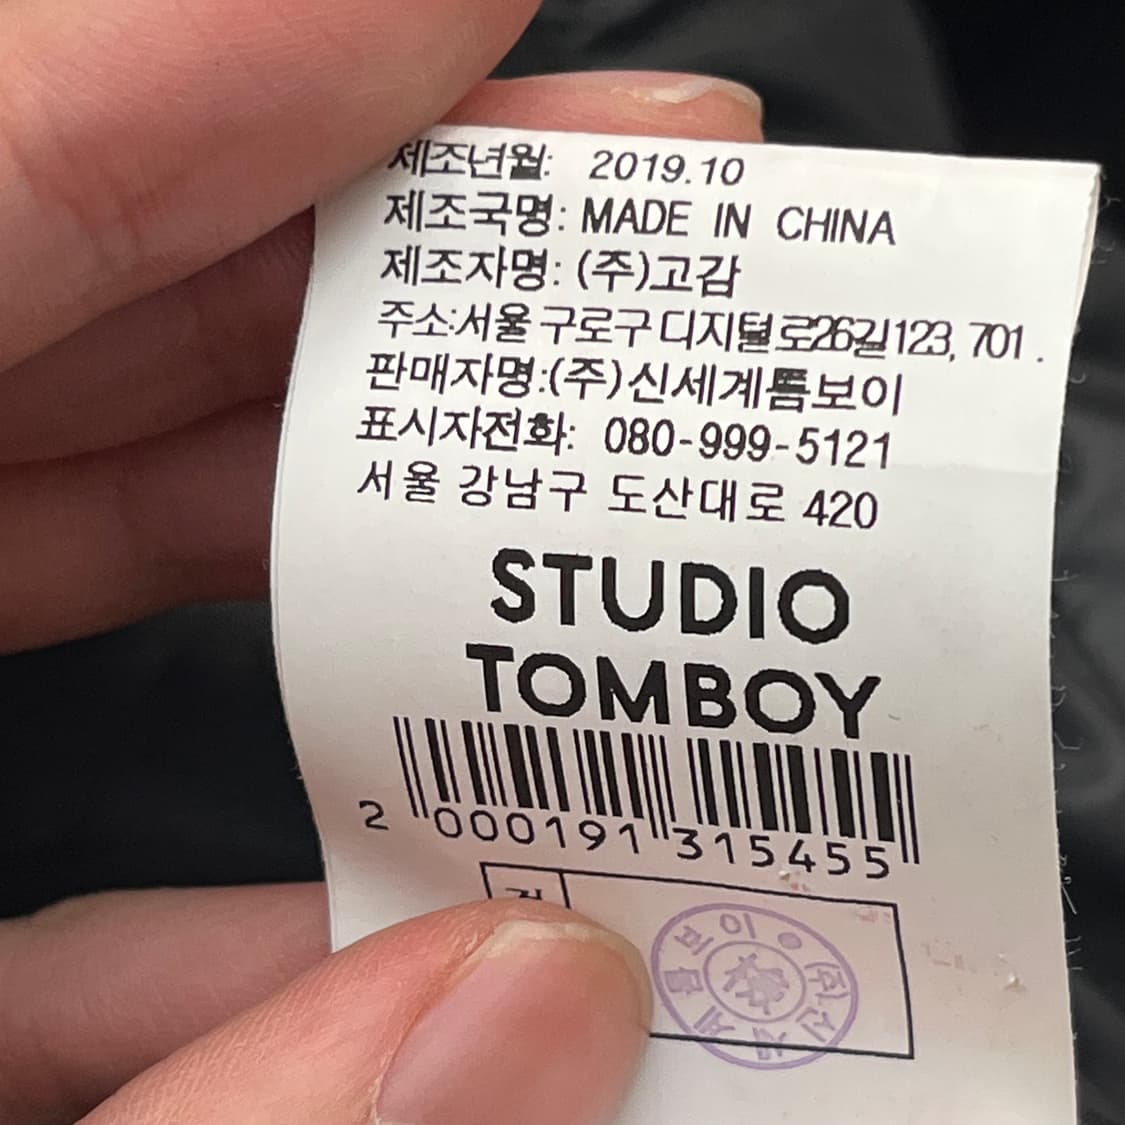 제조년월: 2019.10
제조국명: MADE IN CHINA
제조자명: (주)고감
주소:서울 구로구 디지털로26길123, 701.
판매자명:(주)신세계톰보이
표시자전화: 080-999-5121
서울 강남구 도산대로 420
STUDIO
TOMBOY
2 000191 315455